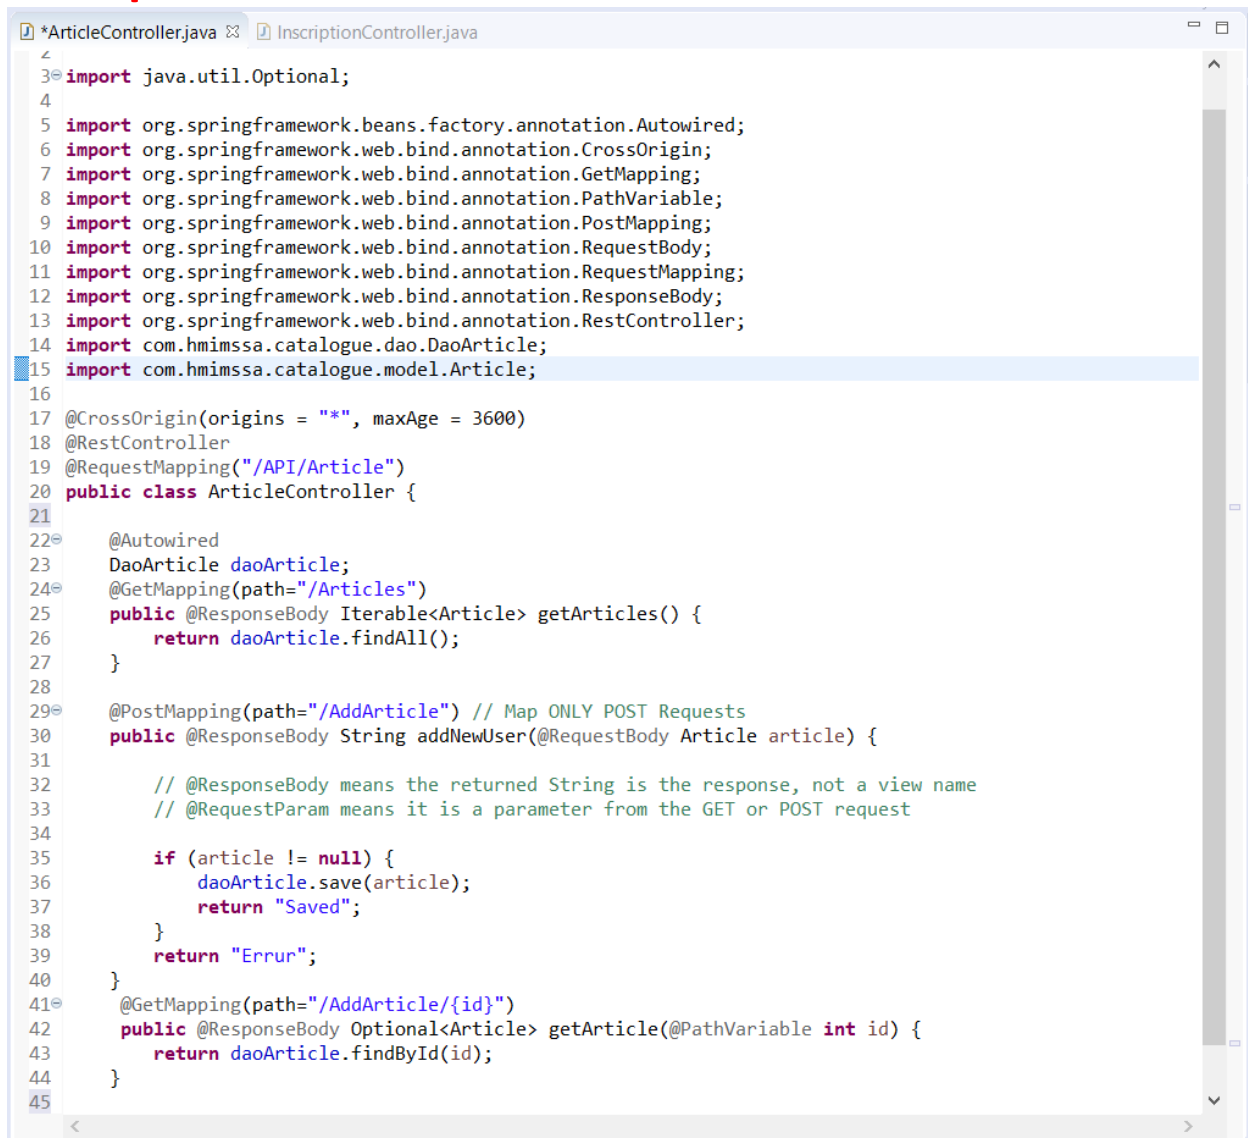 *ArticleController.java InscriptionController.java
2
3 import java.util.Optional;
4
5 import org.springframework.beans.factory.annotation.Autowired;
6 import org.springframework.web.bind.annotation.CrossOrigin;
7 import org.springframework.web.bind.annotation.GetMapping;
8 import org.springframework.web.bind.annotation.PathVariable;
9 import org.springframework.web.bind.annotation.PostMapping;
10 import org.springframework.web.bind.annotation.RequestBody;
11 import org.springframework.web.bind.annotation.RequestMapping;
12 import org.springframework.web.bind.annotation.ResponseBody;
13 import org.springframework.web.bind.annotation.RestController;
14 import com.hmimssa.catalogue.dao.DaoArticle;
15 import com.hmimssa.catalogue.model.Article;
16
17 @CrossOrigin(origins = "*", maxAge = 3600)
18 @RestController
19 @RequestMapping("/API/Article")
20 public class ArticleController {
21
22 @Autowired
23 DaoArticle daoArticle;
24 @GetMapping(path="/Articles")
25 public @ResponseBody Iterable<Article> getArticles() {
26 return daoArticle.findAll();
27 }
28
29 @PostMapping(path="/AddArticle") // Map ONLY POST Requests
30 public @ResponseBody String addNewUser(@RequestBody Article article) {
31
32 // @ResponseBody means the returned String is the response, not a view name
33 // @RequestParam means it is a parameter from the GET or POST request
34
35 if (article != null) {
36 daoArticle.save(article);
37 return "Saved";
38 }
39 return "Errur";
40 }
41 @GetMapping(path="/AddArticle/{id}")
42 public @ResponseBody Optional<Article> getArticle(@PathVariable int id) {
43 return daoArticle.findById(id);
44 }
45